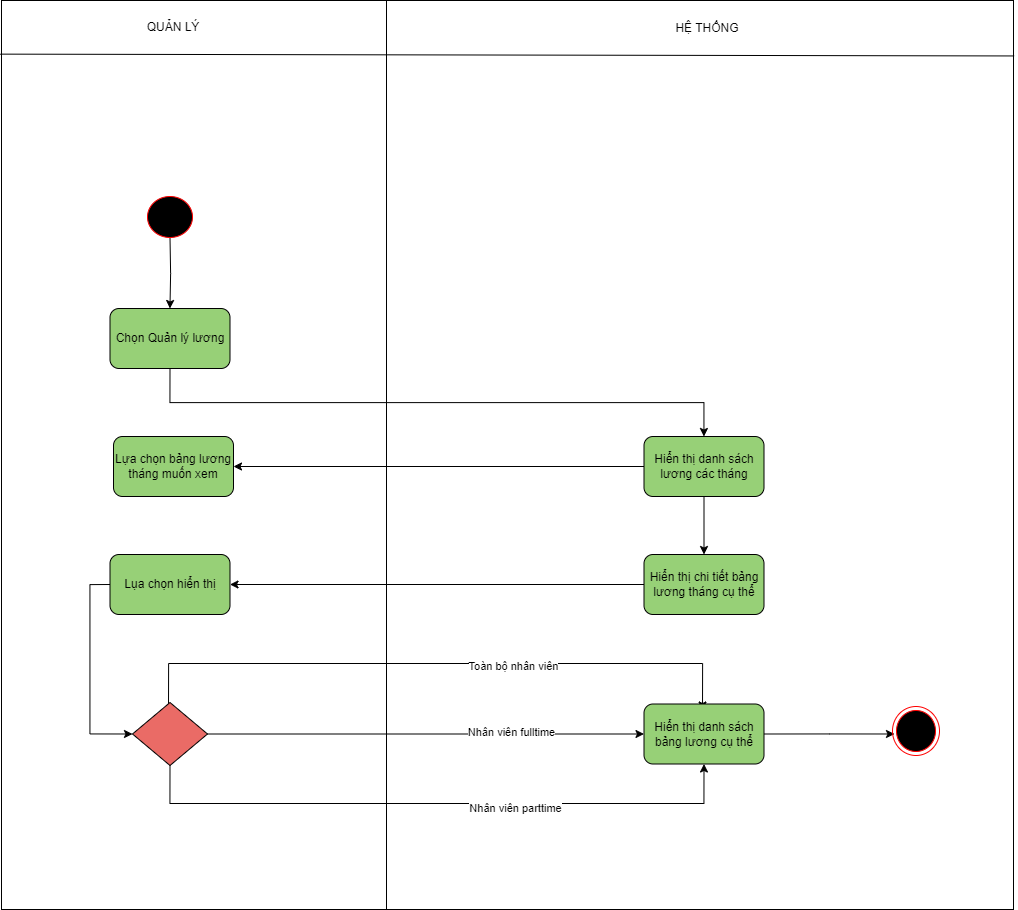 QUẢN LÝ
HỆ THỐNG
Chọn Quản lý lương
Lựa chọn bảng lương
tháng muốn xem
Hiển thị danh sách
lương các tháng
Lụa chọn hiển thị
Hiển thị chi tiết bảng
lương tháng cụ thể
Toàn bộ nhân viên
Nhân viên fulltime
Hiển thị danh sách
bảng lương cụ thể
Nhân viên parttime